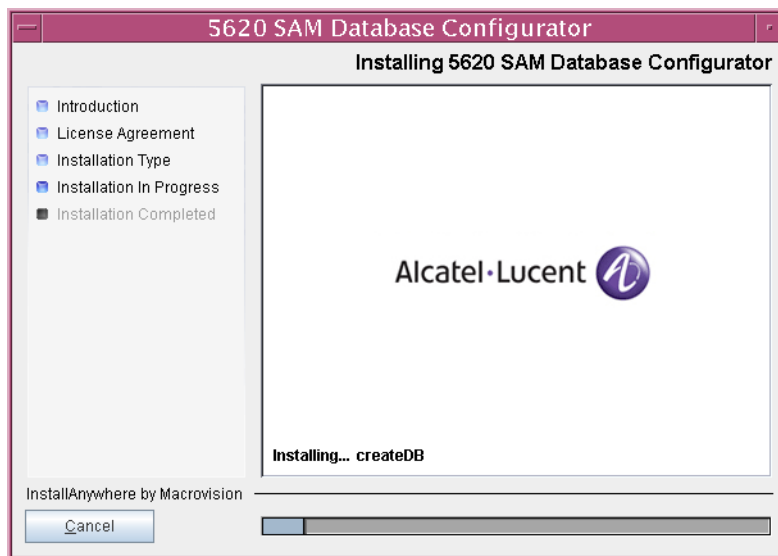 5620 SAM Database Configurator
Installing 5620 SAM Database Configurator
Introduction
License Agreement
Installation Type
Installation In Progress
Installation Completed
Alcatel·Lucent
Installing... createDB
InstallAnywhere by Macrovision
Cancel